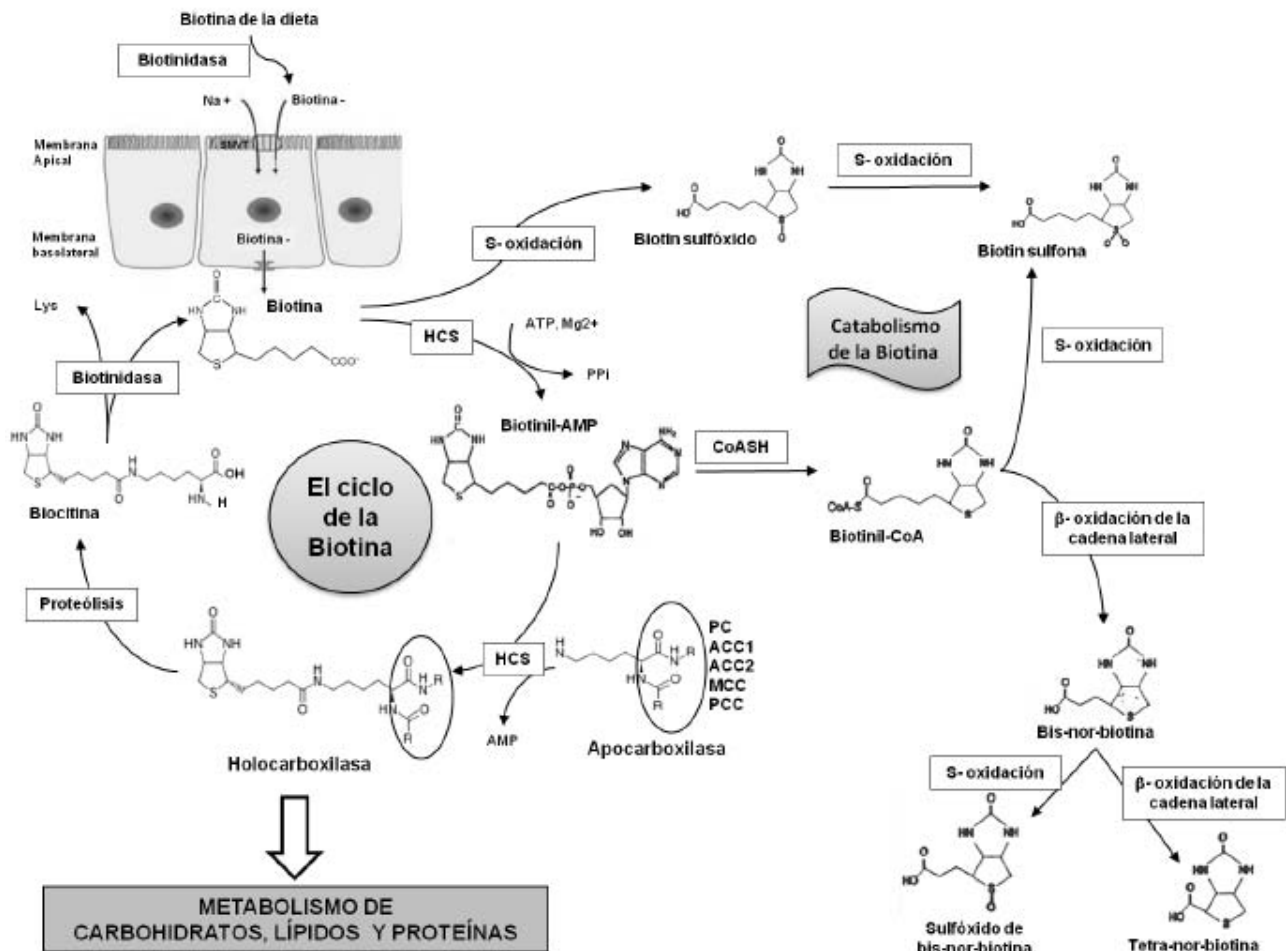 Biotina de la dieta
Biotinidasa
Na +
Biotina -
Membrana
Apical
SMVT
Membrana
basolateral
Biotina -
Biotina
Lys
Biotinidasa
Biocitina
Proteólisis
El ciclo
de la
Biotina
S- oxidación
HCS
ATP, Mg2+
PPi
Biotinil-AMP
HCS
AMP
Apocarboxilasa
PC
ACC1
ACC2
MCC
PCC
Holocarboxilasa
METABOLISMO DE
CARBOHIDRATOS, LÍPIDOS Y PROTEÍNAS
Biotin sulfóxido
S- oxidación
Biotin sulfona
Catabolismo
de la Biotina
S- oxidación
CoASH
CoA-S
Biotinil-CoA
β- oxidación de la
cadena lateral
Bis-nor-biotina
S- oxidación
β- oxidación de la
cadena lateral
Sulfóxido de
bis-nor-biotina
Tetra-nor-biotina